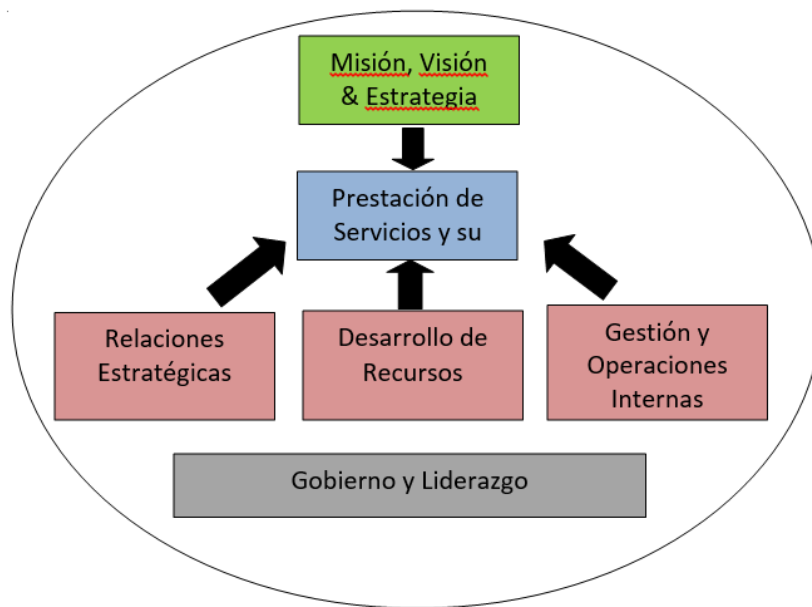 Misión, Visión
& Estrategia
Prestación de
Servicios y su
Relaciones
Estratégicas
Desarrollo de
Recursos
Gestión y
Operaciones
Internas
Gobierno y Liderazgo